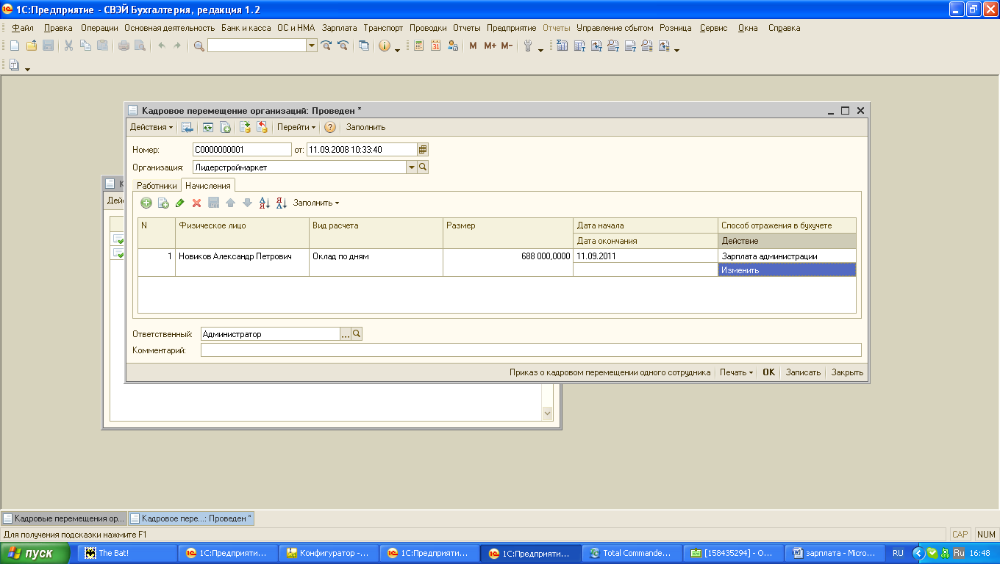 1С:Предприятие - СВЭЙ Бухгалтерия, редакция 1.2
Файл Правка Операции Основная деятельность Банк и касса ОС и НМА Зарплата Транспорт Проводки Отчеты Предприятие Отчеты Управление сбытом Розница Сервис Окна Справка
M M+ M-
Кадровое перемещение организаций: Проведен *
Действия Перейти Заполнить
Номер: С0000000001 от: 11.09.2008 10:33:40
Организация: Лидерстроймаркет
Работники Начисления
Заполнить
N Физическое лицо Вид расчета Размер Дата начала Способ отражения в бухучете
Дата окончания Действие
1 Новиков Александр Петрович Оклад по дням 688 000,0000 11.09.2011 Зарплата администрации
Изменить
Ответственный: Администратор ...
Комментарий:
Приказ о кадровом перемещении одного сотрудника Печать OK Записать Закрыть
Кадровые перемещения ор... Кадровое пере...: Проведен *
Для получения подсказки нажмите F1 CAP NUM
пуск The Bat! 1С:Предприяти... Конфигуратор -... 1С:Предприяти... 1С:Предприяти... Total Commande... [158435294] - О... зарплата - Micro... RU Ru 16:48